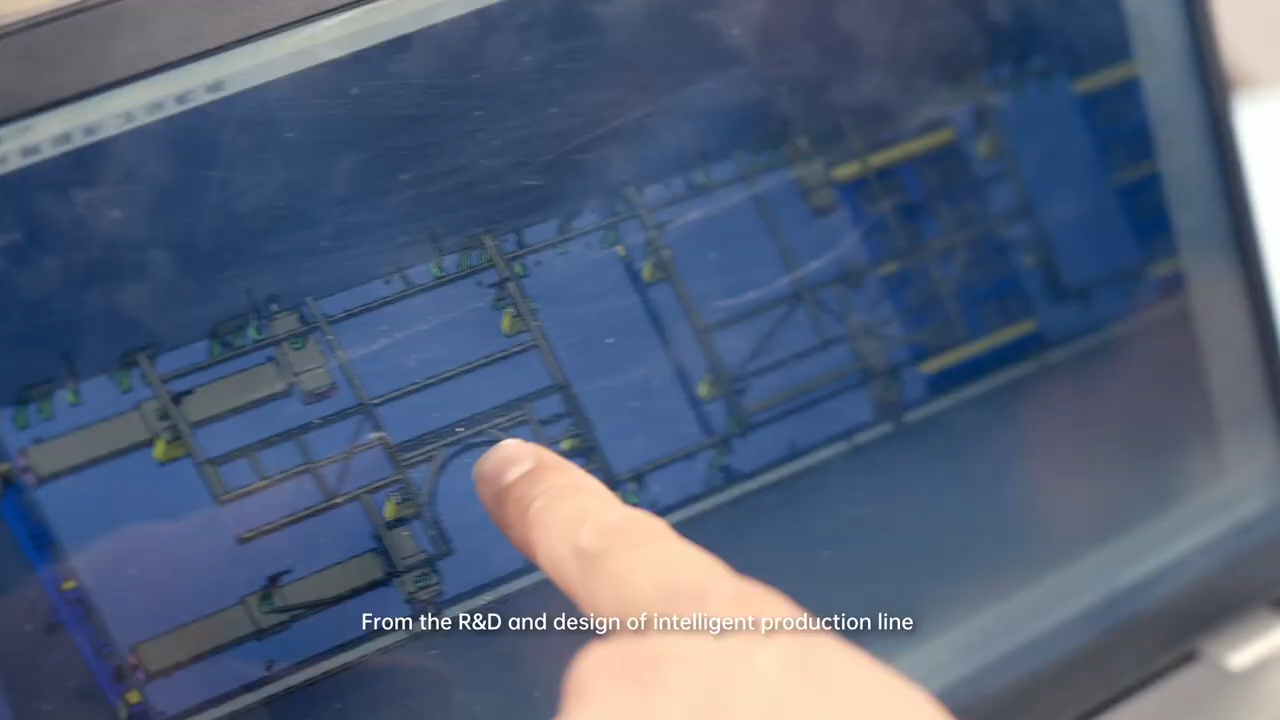 From the R&D and design of intelligent production line